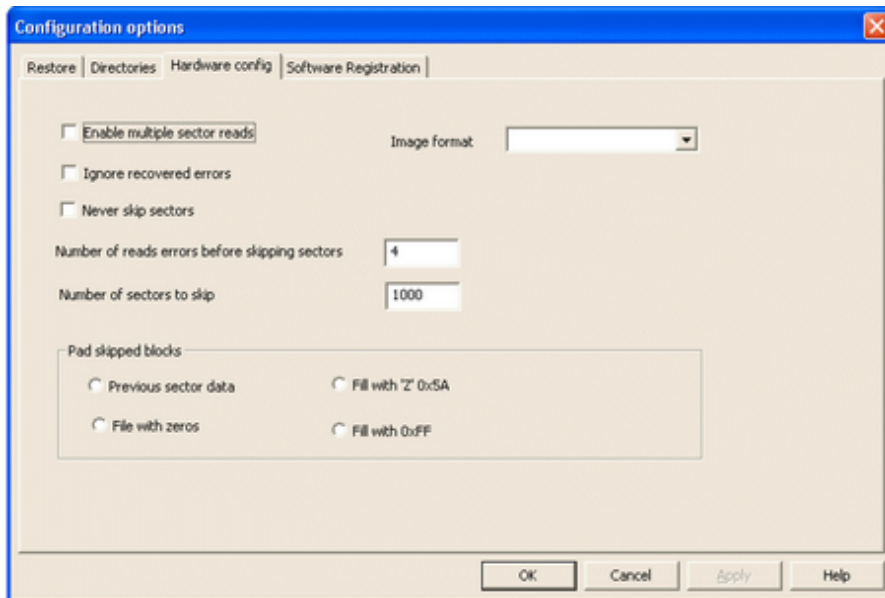 Configuration options
Restore Directories Hardware config Software Registration
Enable multiple sector reads
Image format
Ignore recovered errors
Never skip sectors
Number of reads errors before skipping sectors 4
Number of sectors to skip 1000
Pad skipped blocks
Previous sector data Fill with 'Z' 0x5A
File with zeros Fill with 0xFF
OK Cancel Apply Help